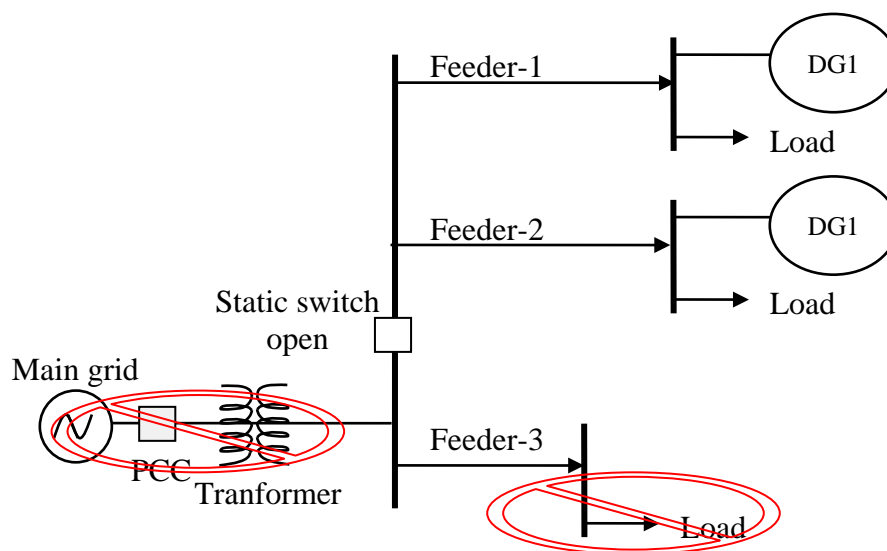 Feeder-1
DG1
Load
Feeder-2
DG1
Load
Static switch
open
Main grid
PCC
Tranformer
Feeder-3
Load